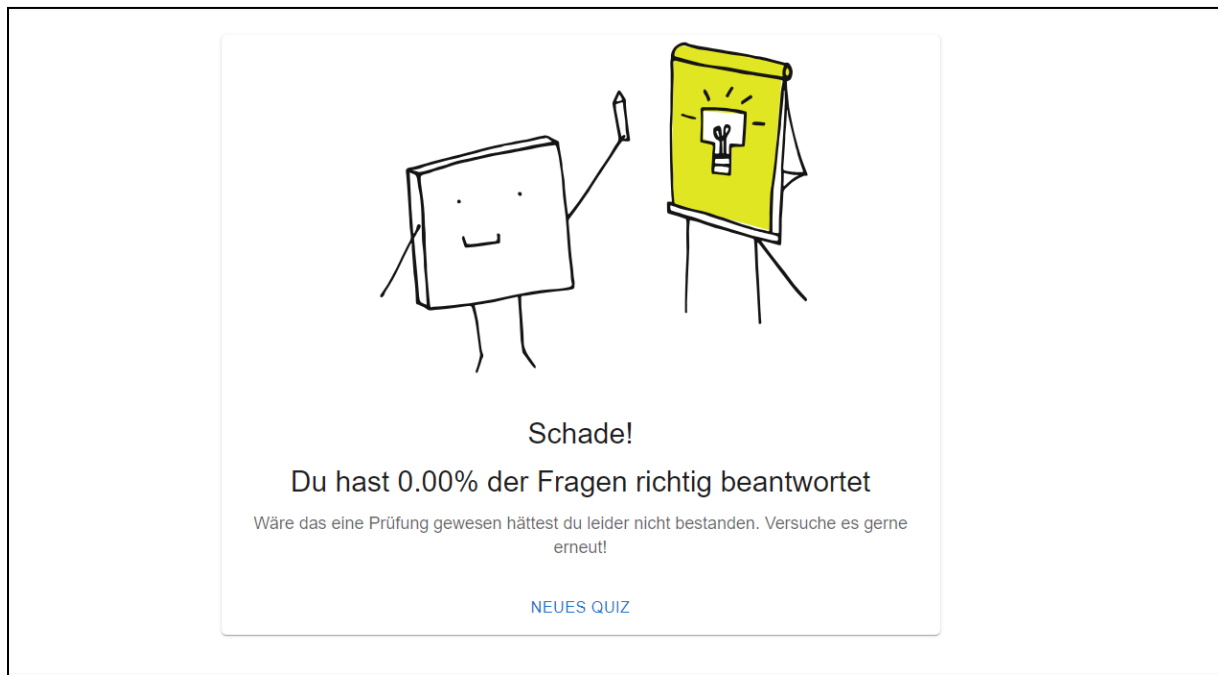 Schade!
Du hast 0.00% der Fragen richtig beantwortet
Wäre das eine Prüfung gewesen hättest du leider nicht bestanden. Versuche es gerne
erneut!
NEUES QUIZ